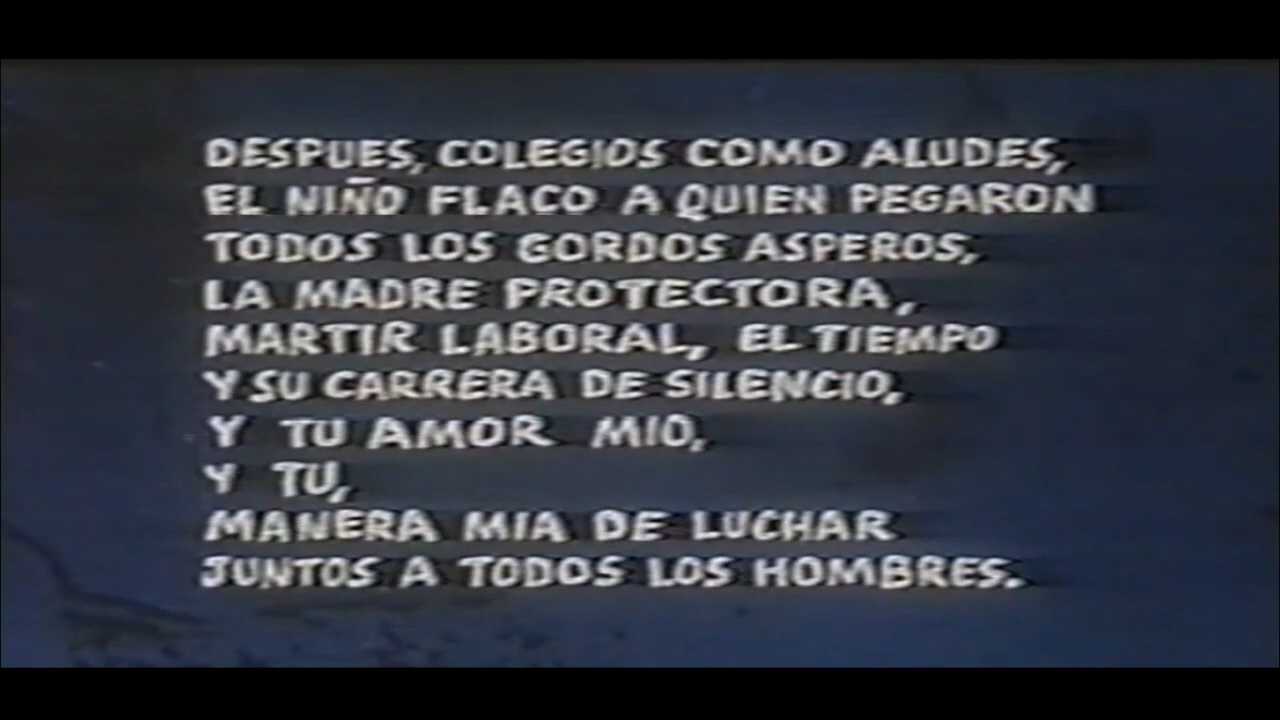 DESPUES, COLEGIOS COMO ALUDES,
EL NIÑO FLACO A QUIEN PEGARON
TODOS LOS GORDOS ASPEROS,
LA MADRE PROTECTORA,
MARTIR LABORAL, EL TIEMPO
Y SU CARRERA DE SILENCIO,
Y TU AMOR MIO,
Y TU,
MANERA MIA DE LUCHAR
JUNTOS A TODOS LOS HOMBRES.